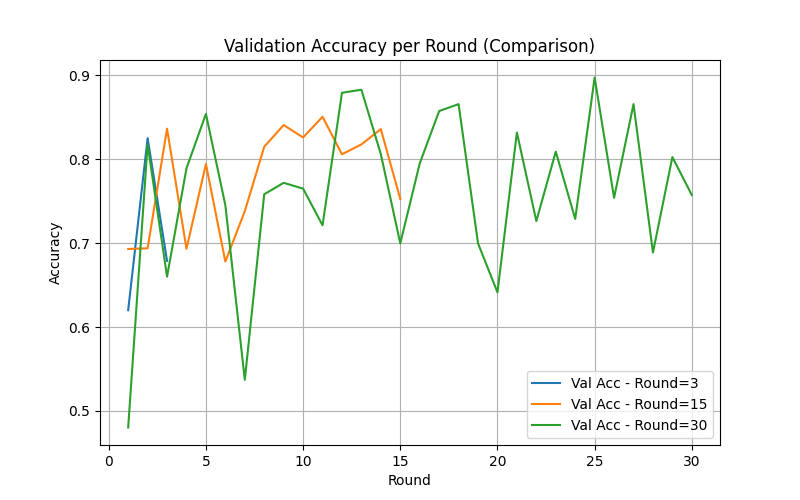 Validation Accuracy per Round (Comparison)
Accuracy
0.9
0.8
0.7
0.6
0.5
0
5
10
15
20
25
30
Round
Val Acc - Round=3
Val Acc - Round=15
Val Acc - Round=30